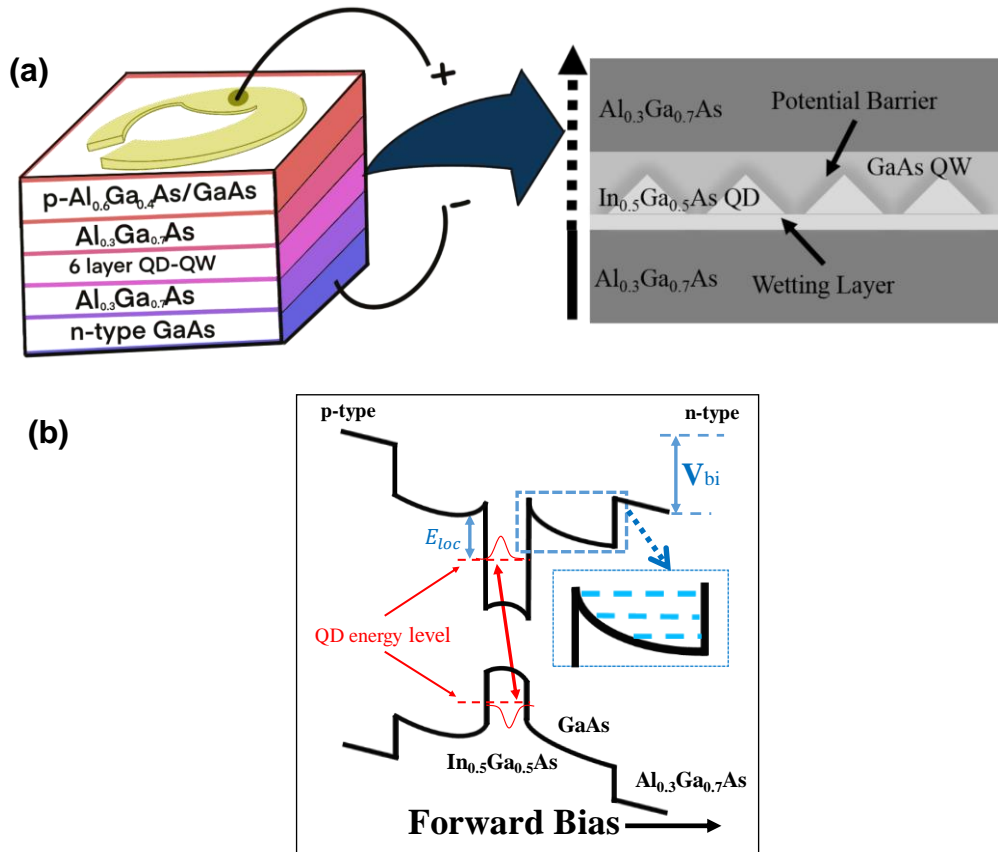 (a)
+
−
p-Al0.6Ga0.4As/GaAs
Al0.3Ga0.7As
6 layer QD-QW
Al0.3Ga0.7As
n-type GaAs
Al0.3Ga0.7As
Potential Barrier
GaAs QW
In0.5Ga0.5As QD
Al0.3Ga0.7As
Wetting Layer
(b)
p-type
n-type
Vbi
Eloc
QD energy level
GaAs
In0.5Ga0.5As
Al0.3Ga0.7As
Forward Bias